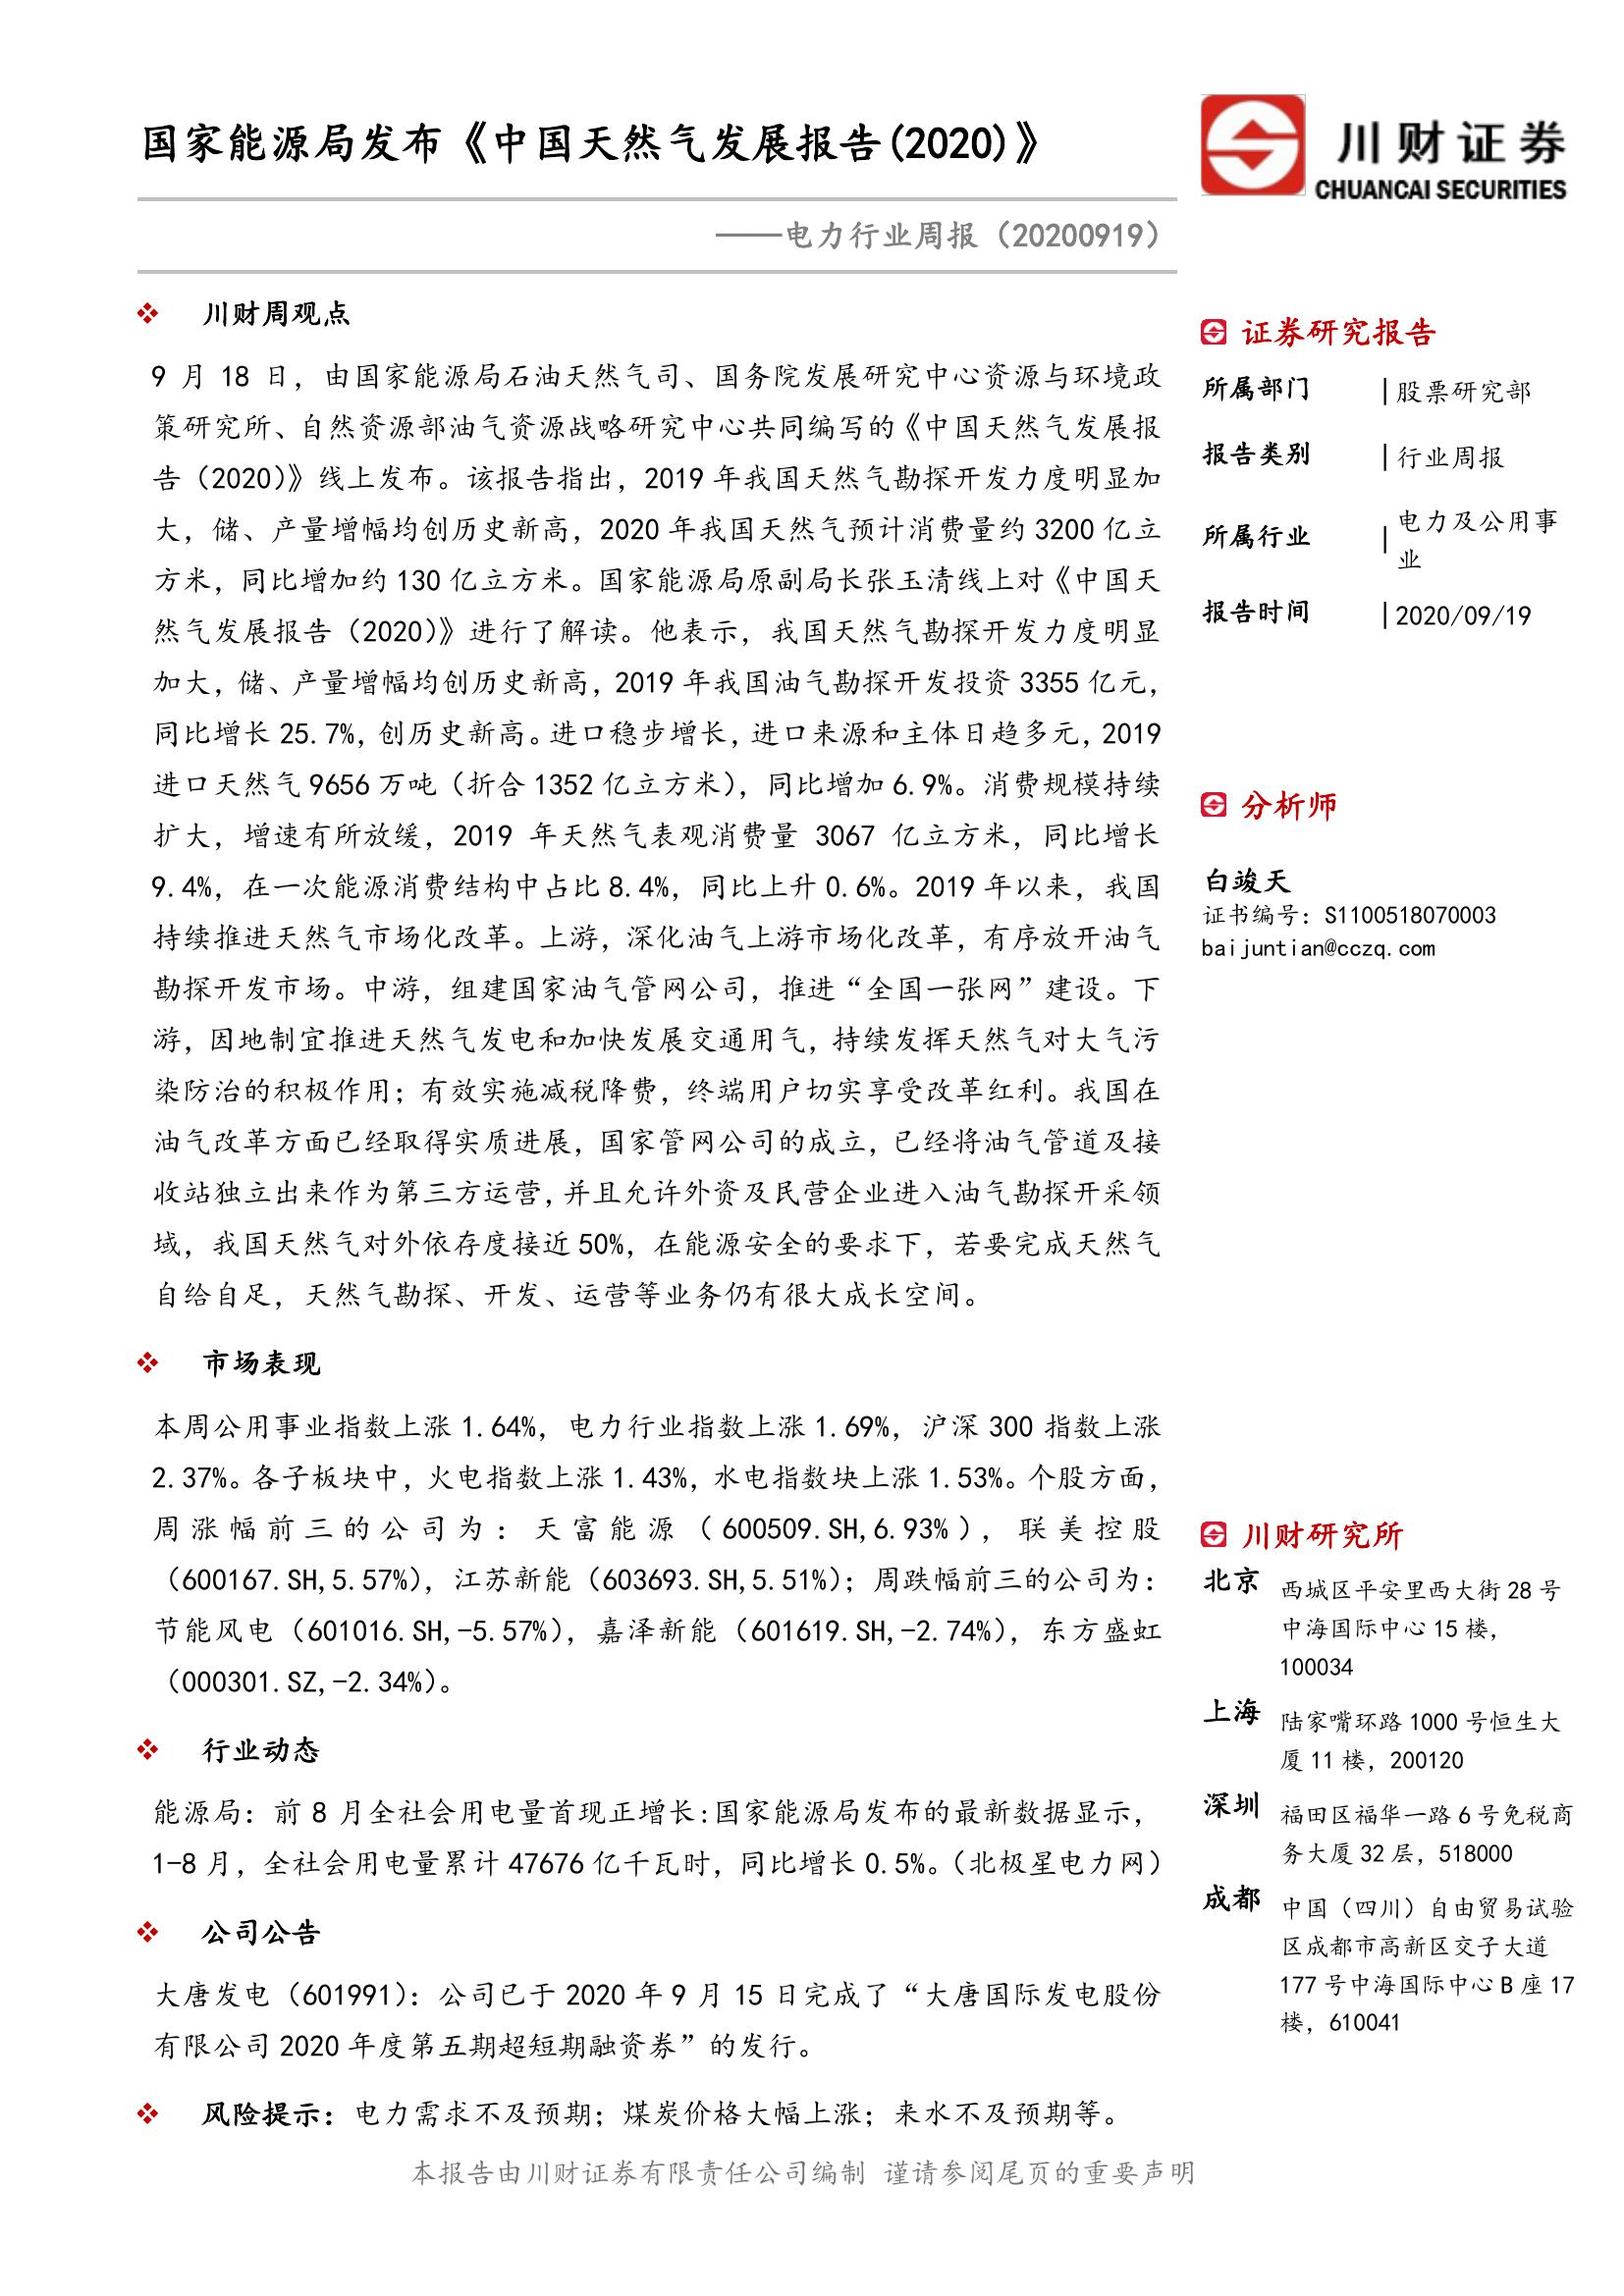 国家能源局发布《中国天然气发展报告(2020)》
川财证券
CHUANCAI SECURITIES
——电力行业周报（20200919）
川财周观点
9 月 18 日，由国家能源局石油天然气司、国务院发展研究中心资源与环境政
策研究所、自然资源部油气资源战略研究中心共同编写的《中国天然气发展报
告（2020）》线上发布。该报告指出，2019 年我国天然气勘探开发力度明显加
大，储、产量增幅均创历史新高，2020 年我国天然气预计消费量约 3200 亿立
方米，同比增加约 130 亿立方米。国家能源局原副局长张玉清线上对《中国天
然气发展报告（2020）》进行了解读。他表示，我国天然气勘探开发力度明显
加大，储、产量增幅均创历史新高，2019 年我国油气勘探开发投资 3355 亿元，
同比增长 25.7%，创历史新高。进口稳步增长，进口来源和主体日趋多元，2019
进口天然气 9656 万吨（折合 1352 亿立方米），同比增加 6.9%。消费规模持续
扩大，增速有所放缓，2019 年天然气表观消费量 3067 亿立方米，同比增长
9.4%，在一次能源消费结构中占比 8.4%，同比上升 0.6%。2019 年以来，我国
持续推进天然气市场化改革。上游，深化油气上游市场化改革，有序放开油气
勘探开发市场。中游，组建国家油气管网公司，推进“全国一张网”建设。下
游，因地制宜推进天然气发电和加快发展交通用气，持续发挥天然气对大气污
染防治的积极作用；有效实施减税降费，终端用户切实享受改革红利。我国在
油气改革方面已经取得实质进展，国家管网公司的成立，已经将油气管道及接
收站独立出来作为第三方运营，并且允许外资及民营企业进入油气勘探开采领
域，我国天然气对外依存度接近 50%，在能源安全的要求下，若要完成天然气
自给自足，天然气勘探、开发、运营等业务仍有很大成长空间。
市场表现
本周公用事业指数上涨 1.64%，电力行业指数上涨 1.69%，沪深 300 指数上涨
2.37%。各子板块中，火电指数上涨 1.43%，水电指数块上涨 1.53%。个股方面，
周涨幅前三的公司为：天富能源（600509.SH,6.93%），联美控股
（600167.SH,5.57%），江苏新能（603693.SH,5.51%）；周跌幅前三的公司为：
节能风电（601016.SH,-5.57%），嘉泽新能（601619.SH,-2.74%），东方盛虹
（000301.SZ,-2.34%）。
行业动态
能源局：前 8 月全社会用电量首现正增长:国家能源局发布的最新数据显示，
1-8 月，全社会用电量累计 47676 亿千瓦时，同比增长 0.5%。（北极星电力网）
公司公告
大唐发电（601991）：公司已于 2020 年 9 月 15 日完成了“大唐国际发电股份
有限公司 2020 年度第五期超短期融资券”的发行。
风险提示：电力需求不及预期；煤炭价格大幅上涨；来水不及预期等。
证券研究报告
所属部门 |股票研究部
报告类别 |行业周报
所属行业 |电力及公用事
业
报告时间 |2020/09/19
分析师
白竣天
证书编号：S1100518070003
baijuntian@cczq.com
川财研究所
北京 西城区平安里西大街 28 号
中海国际中心 15 楼，
100034
上海 陆家嘴环路 1000 号恒生大
厦 11 楼，200120
深圳 福田区福华一路 6 号免税商
务大厦 32 层，518000
成都 中国（四川）自由贸易试验
区成都市高新区交子大道
177 号中海国际中心 B 座 17
楼，610041
本报告由川财证券有限责任公司编制 谨请参阅尾页的重要声明